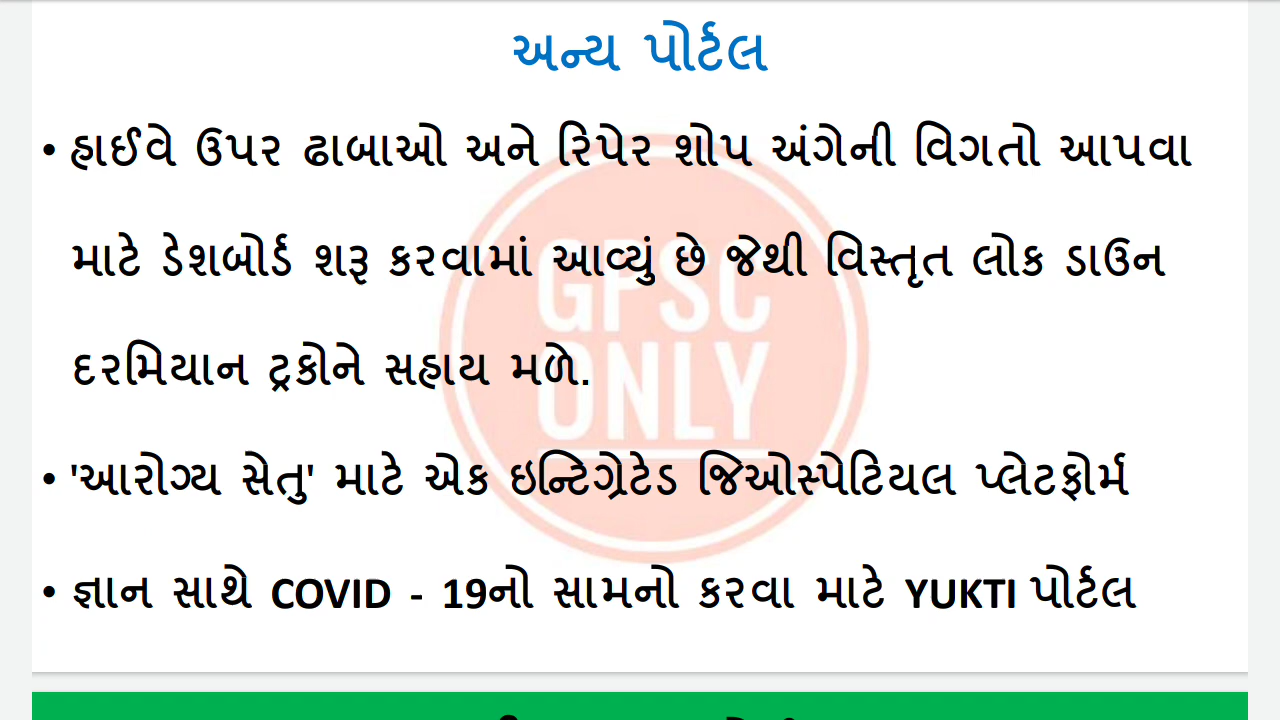 અન્ય પોર્ટલ
• હાઈવે ઉપર ઢાબાઓ અને રિપેર શોપ અંગેની વિગતો આપવા
માટે ડેશબોર્ડ શરૂ કરવામાં આવ્યું છે જેથી વિસ્તૃત લોક ડાઉન
દરમિયાન ટ્રકોને સહાય મળે.
• 'આરોગ્ય સેતુ' માટે એક ઇન્ટિગ્રેટેડ જિઓસ્પેટિયલ પ્લેટફોર્મ
• જ્ઞાન સાથે COVID - 19નો સામનો કરવા માટે YUKTI પોર્ટલ
GPSC
ONLY